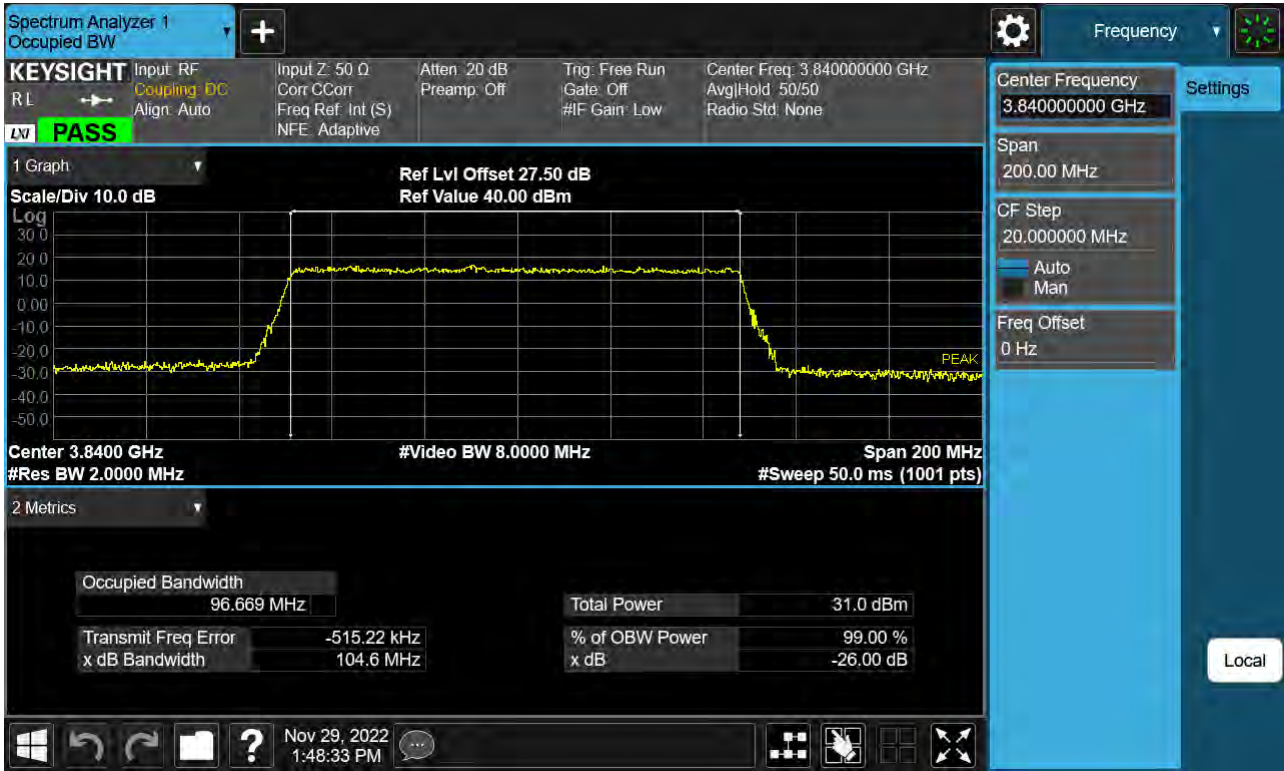 Spectrum Analyzer 1
Occupied BW
+
Frequency
KEYSIGHT
R L
LXI
PASS
Input: RF
Coupling: DC
Align: Auto
Input Z: 50 Ω
Corr CCorr
Freq Ref: Int (S)
NFE: Adaptive
Atten: 20 dB
Preamp: Off
Trig: Free Run
Gate: Off
#IF Gain: Low
Center Freq: 3.840000000 GHz
Avg|Hold: 50/50
Radio Std: None
Center Frequency
3.840000000 GHz
Settings
Span
200.00 MHz
CF Step
20.000000 MHz
Auto
Man
Freq Offset
0 Hz
Local
1 Graph
Scale/Div 10.0 dB
Ref Lvl Offset 27.50 dB
Ref Value 40.00 dBm
Log
30.0
20.0
10.0
0.00
-10.0
-20.0
-30.0
-40.0
-50.0
PEAK
Center 3.8400 GHz
#Video BW 8.0000 MHz
Span 200 MHz
#Res BW 2.0000 MHz
#Sweep 50.0 ms (1001 pts)
2 Metrics
Occupied Bandwidth
96.669 MHz
Total Power 31.0 dBm
Transmit Freq Error -515.22 kHz
% of OBW Power 99.00 %
x dB Bandwidth 104.6 MHz
x dB -26.00 dB
?
Nov 29, 2022
1:48:33 PM